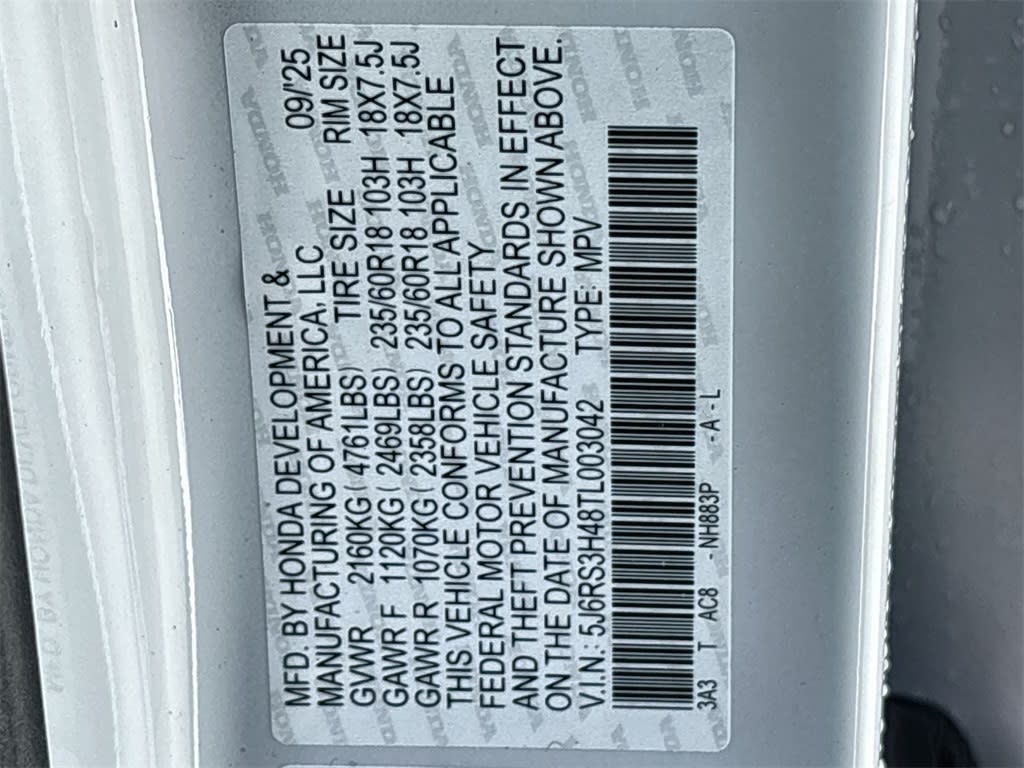 MFD. BY HONDA DEVELOPMENT &
MANUFACTURING OF AMERICA, LLC 09/'25
GVWR 2160KG ( 4761LBS) TIRE SIZE RIM SIZE
GAWR F 1120KG ( 2469LBS) 235/60R18 103H 18X7.5J
GAWR R 1070KG ( 2358LBS) 235/60R18 103H 18X7.5J
THIS VEHICLE CONFORMS TO ALL APPLICABLE
FEDERAL MOTOR VEHICLE SAFETY
AND THEFT PREVENTION STANDARDS IN EFFECT
ON THE DATE OF MANUFACTURE SHOWN ABOVE.
V.I.N.: 5J6RS3H48TL003042 TYPE: MPV
3A3 T AC8 - NH883P - A - L